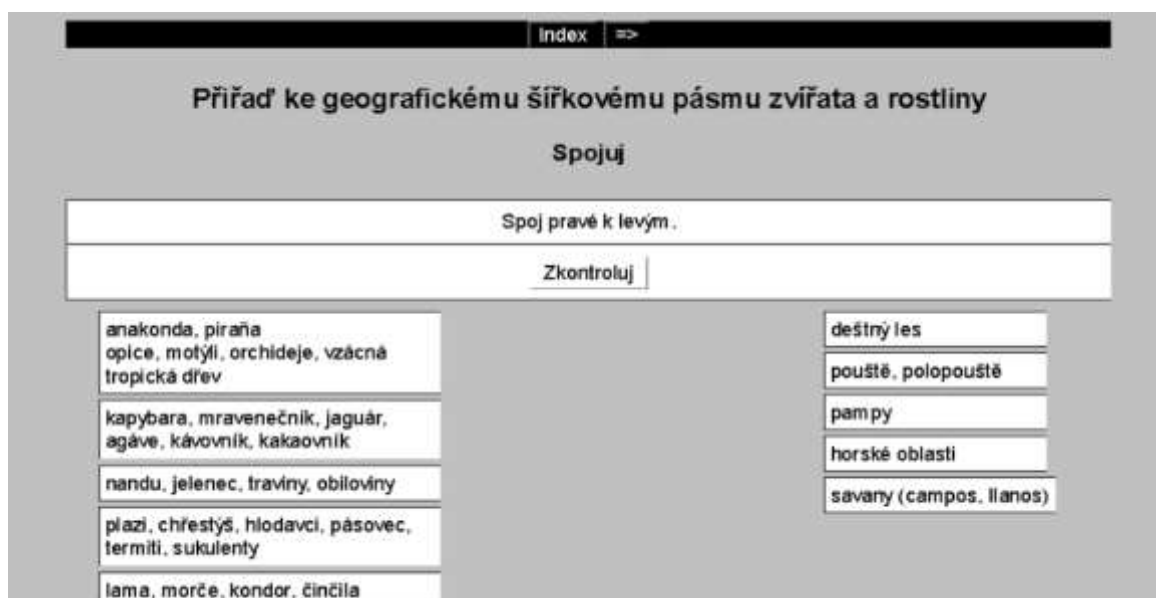 Index =>
Přiřaď ke geografickému šířkovému pásmu zvířata a rostliny
Spojuj
Spoj pravé k levým.
Zkontroluj
anakonda, piraňa
opice, motýli, orchideje, vzácná
tropická dřev
kapybara, mravenečník, jaguár,
agáve, kávovník, kakaovník
nandu, jelenec, traviny, obiloviny
plazi, chřestýš, hlodavci, pásovec,
termiti, sukulenty
lama, morče, kondor, činčila
deštný les
pouště, polopouště
pampy
horské oblasti
savany (campos, llanos)